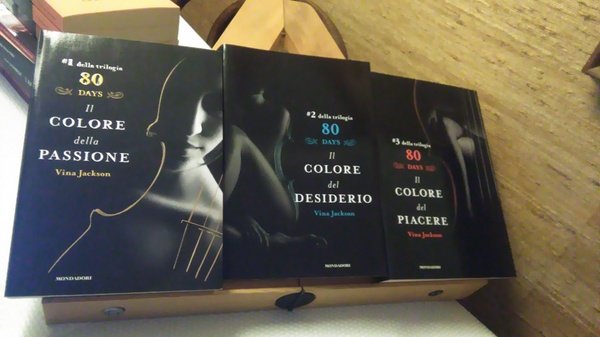 #1 della trilogia
80
DAYS
Il
COLORE
della
PASSIONE
Vina Jackson
MONDADORI
#2 della trilogia
80
DAYS
Il
COLORE
del
DESIDERIO
Vina Jackson
MONDADORI
#3 della trilogia
80
DAYS
Il
COLORE
del
PIACERE
Vina Jackson
MONDADORI